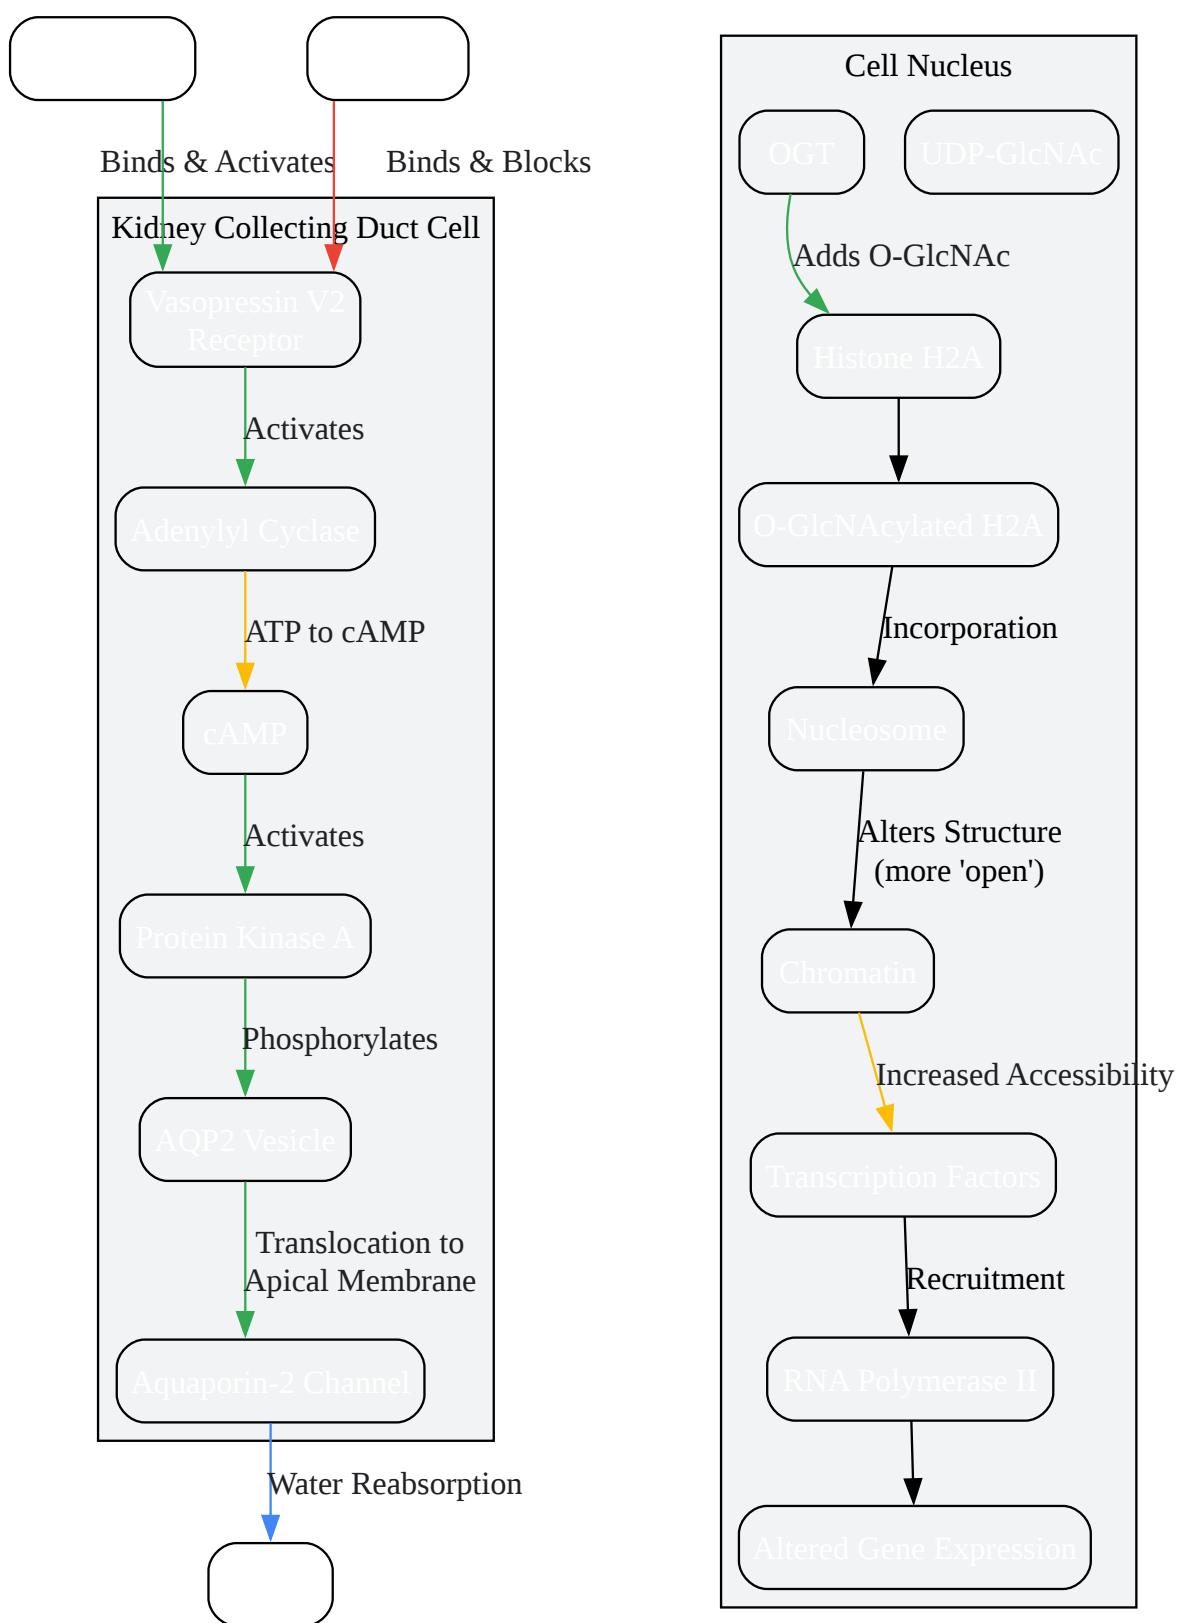 Binds & Activates
Binds & Blocks
Kidney Collecting Duct Cell
Vasopressin V2
Receptor
Activates
Adenylyl Cyclase
ATP to cAMP
cAMP
Activates
Protein Kinase A
Phosphorylates
AQP2 Vesicle
Translocation to
Apical Membrane
Aquaporin-2 Channel
Water Reabsorption
Cell Nucleus
OGT
UDP-GlcNAc
Adds O-GlcNAc
Histone H2A
O-GlcNAcylated H2A
Incorporation
Nucleosome
Alters Structure
(more 'open')
Chromatin
Increased Accessibility
Transcription Factors
Recruitment
RNA Polymerase II
Altered Gene Expression